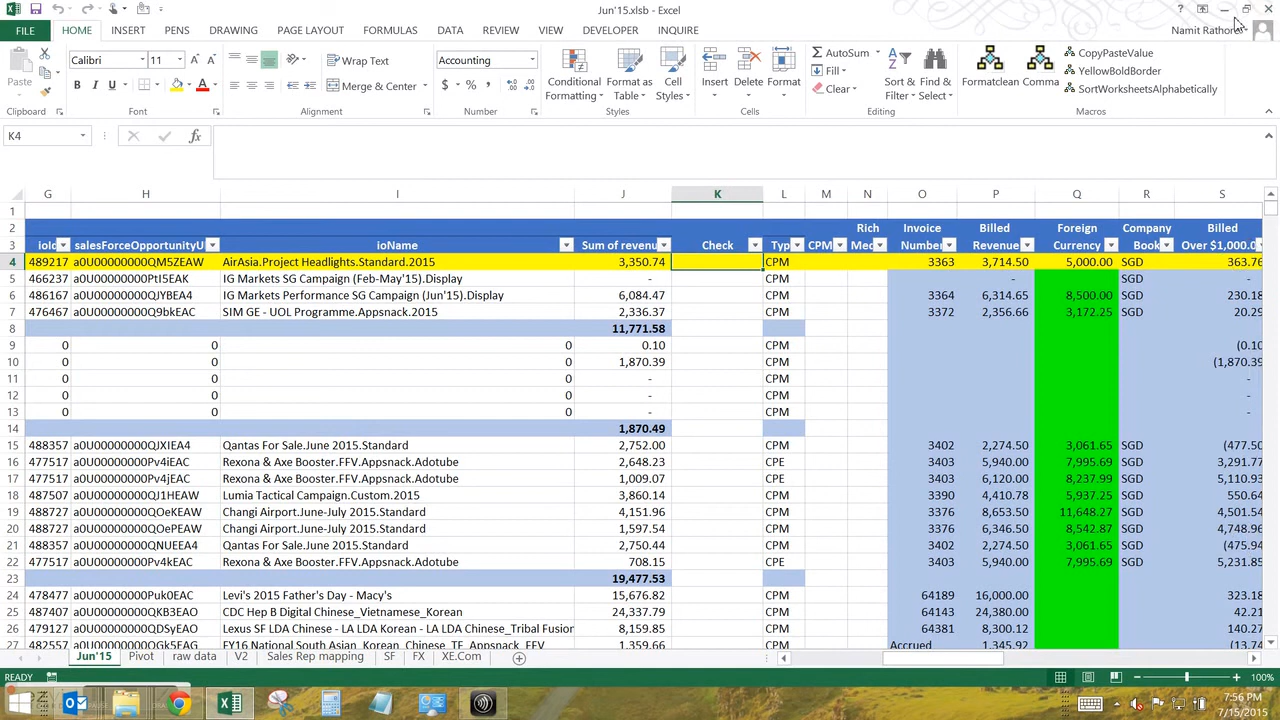 Jun'15.xlsb - Excel
?
FILE HOME INSERT PENS PAGE LAYOUT FORMULAS DATA REVIEW VIEW DEVELOPER INQUIRE
Calibri 11 Wrap Text Accounting AutoSum CopyPasteValue
Paste B I U Merge & Center $ % , Conditional Formatting Format as Table Cell Styles Insert Delete Format Fill Clear Sort & Filter Find & Select Formatclean Comma YellowBoldBorder
SortWorksheetsAlphabetically
Clipboard Font Alignment Number Styles Cells Editing Macros
K4 fx
G H I J K L M N O P Q R S
1
2 Rich Invoice Billed Foreign Company Billed
3 ioId salesForceOpportunityU ioName Sum of revenu Check Typ CPM Med Number Revenue Currency Book Over $1,000.0
4 489217 a0U00000000QM5ZEAW AirAsia.Project Headlights.Standard.2015 3,350.74 CPM 3363 3,714.50 5,000.00 SGD 363.76
5 466237 a0U00000000PtI5EAK IG Markets SG Campaign (Feb-May'15).Display - CPM - SGD -
6 486167 a0U00000000QJYBEA4 IG Markets Performance SG Campaign (Jun'15).Display 6,084.47 CPM 3364 6,314.65 8,500.00 SGD 230.18
7 476467 a0U00000000Q9bkEAC SIM GE - UOL Programme.Appsnack.2015 2,336.37 CPM 3372 2,356.66 3,172.25 SGD 20.29
8 11,771.58
9 0 0 0 0.10 CPM (0.10
10 0 0 0 1,870.39 CPM (1,870.39
11 0 0 0 - CPM -
12 0 0 0 - CPM -
13 0 0 0 - CPM -
14 1,870.49
15 488357 a0U00000000QJXIEA4 Qantas For Sale.June 2015.Standard 2,752.00 CPM 3402 2,274.50 3,061.65 SGD (477.50
16 477517 a0U00000000Pv4iEAC Rexona & Axe Booster.FFV.Appsnack.Adotube 2,648.23 CPE 3403 5,940.00 7,995.69 SGD 3,291.77
17 477517 a0U00000000Pv4jEAC Rexona & Axe Booster.FFV.Appsnack.Adotube 1,009.07 CPE 3403 6,120.00 8,237.99 SGD 5,110.93
18 487507 a0U00000000QJ1HEAW Lumia Tactical Campaign.Custom.2015 3,860.14 CPM 3390 4,410.78 5,937.25 SGD 550.64
19 488727 a0U00000000QOeKEAW Changi Airport.June-July 2015.Standard 4,151.96 CPM 3376 8,653.50 11,648.27 SGD 4,501.54
20 488727 a0U00000000QOePEAW Changi Airport.June-July 2015.Standard 1,597.54 CPM 3376 6,346.50 8,542.87 SGD 4,748.96
21 488357 a0U00000000QNUEEA4 Qantas For Sale.June 2015.Standard 2,750.44 CPM 3402 2,274.50 3,061.65 SGD (475.94
22 477517 a0U00000000Pv4kEAC Rexona & Axe Booster.FFV.Appsnack.Adotube 708.15 CPE 3403 5,940.00 7,995.69 SGD 5,231.85
23 19,477.53
24 478477 a0U00000000Puk0EAC Levi's 2015 Father's Day - Macy's 15,676.82 CPM 64189 16,000.00 323.18
25 487407 a0U00000000QKB3EAO CDC Hep B Digital Chinese_Vietnamese_Korean 24,337.79 CPM 64143 24,380.00 42.21
26 479127 a0U00000000QDSyEAO Lexus SF LDA Chinese - LA LDA Korean - LA LDA Chinese_Tribal Fusion 8,159.85 CPM 64381 8,300.12 140.27
27 482557 a0U00000000QGk5EAG FY16 National South Asian_Korean_Chinese_TF_Appsnack_FFV 1,359.66 CPM Accrued 1,345.92 (13.74
Jun'15 Pivot raw data V2 Sales Rep mapping SF FX XE.Com
READY 100%
7:56 PM
7/15/2015